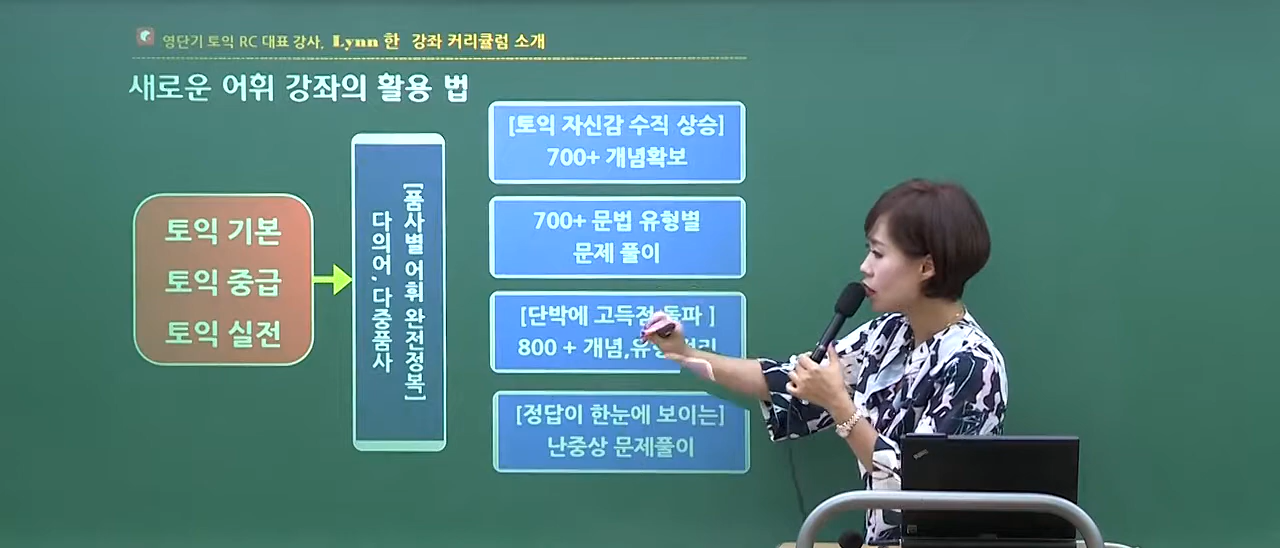 영단기 토익 RC 대표 강사, Lynn 한 강좌 커리큘럼 소개
새로운 어휘 강좌의 활용 법
토익 기본
토익 중급
토익 실전
[품사별 어휘 완전정복]
다의어, 다중품사
[토익 자신감 수직 상승]
700+ 개념확보
700+ 문법 유형별
문제 풀이
[단박에 고득점 돌파 ]
800 + 개념,유형
[정답이 한눈에 보이는]
난중상 문제풀이
ThinkPad